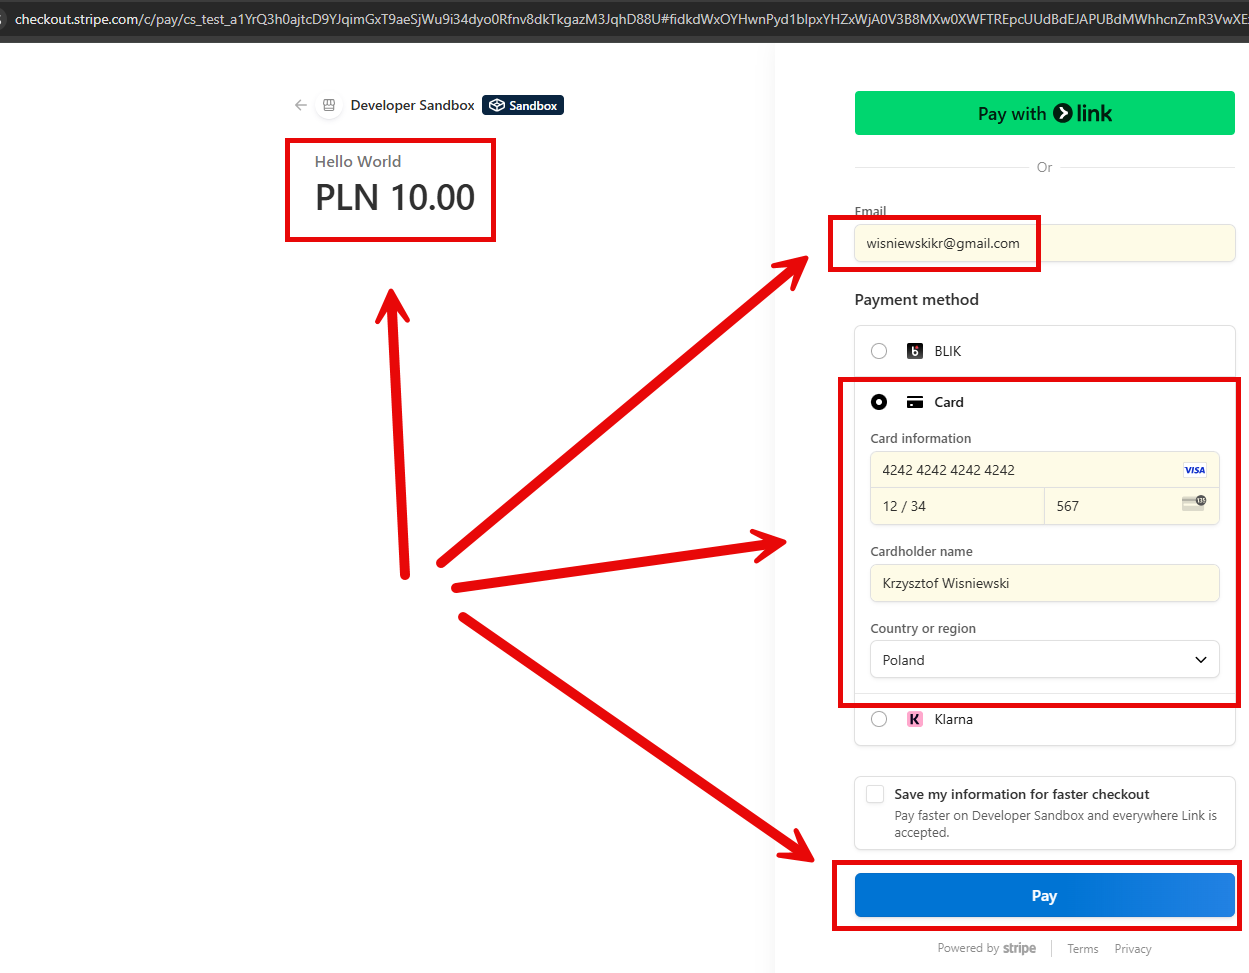 checkout.stripe.com/c/pay/cs_test_a1YrQ3h0ajtcD9YJqimGxT9aeSjWu9i34dyo0Rfnv8dkTkgazM3JqhD88U#fidkdWxOYHwnPyd1blpxYHZxWjA0V3B8MXw0XWFTREpcUUdBdEJAPUBdMWhhcnZmR3VwXE
Developer Sandbox Sandbox
Hello World
PLN 10.00
Pay with link
Or
Email
wisniewskikr@gmail.com
Payment method
BLIK
Card
Card information
4242 4242 4242 4242 VISA
12 / 34 567
Cardholder name
Krzysztof Wisniewski
Country or region
Poland
K Klarna
Save my information for faster checkout
Pay faster on Developer Sandbox and everywhere Link is
accepted.
Pay
Powered by stripe Terms Privacy